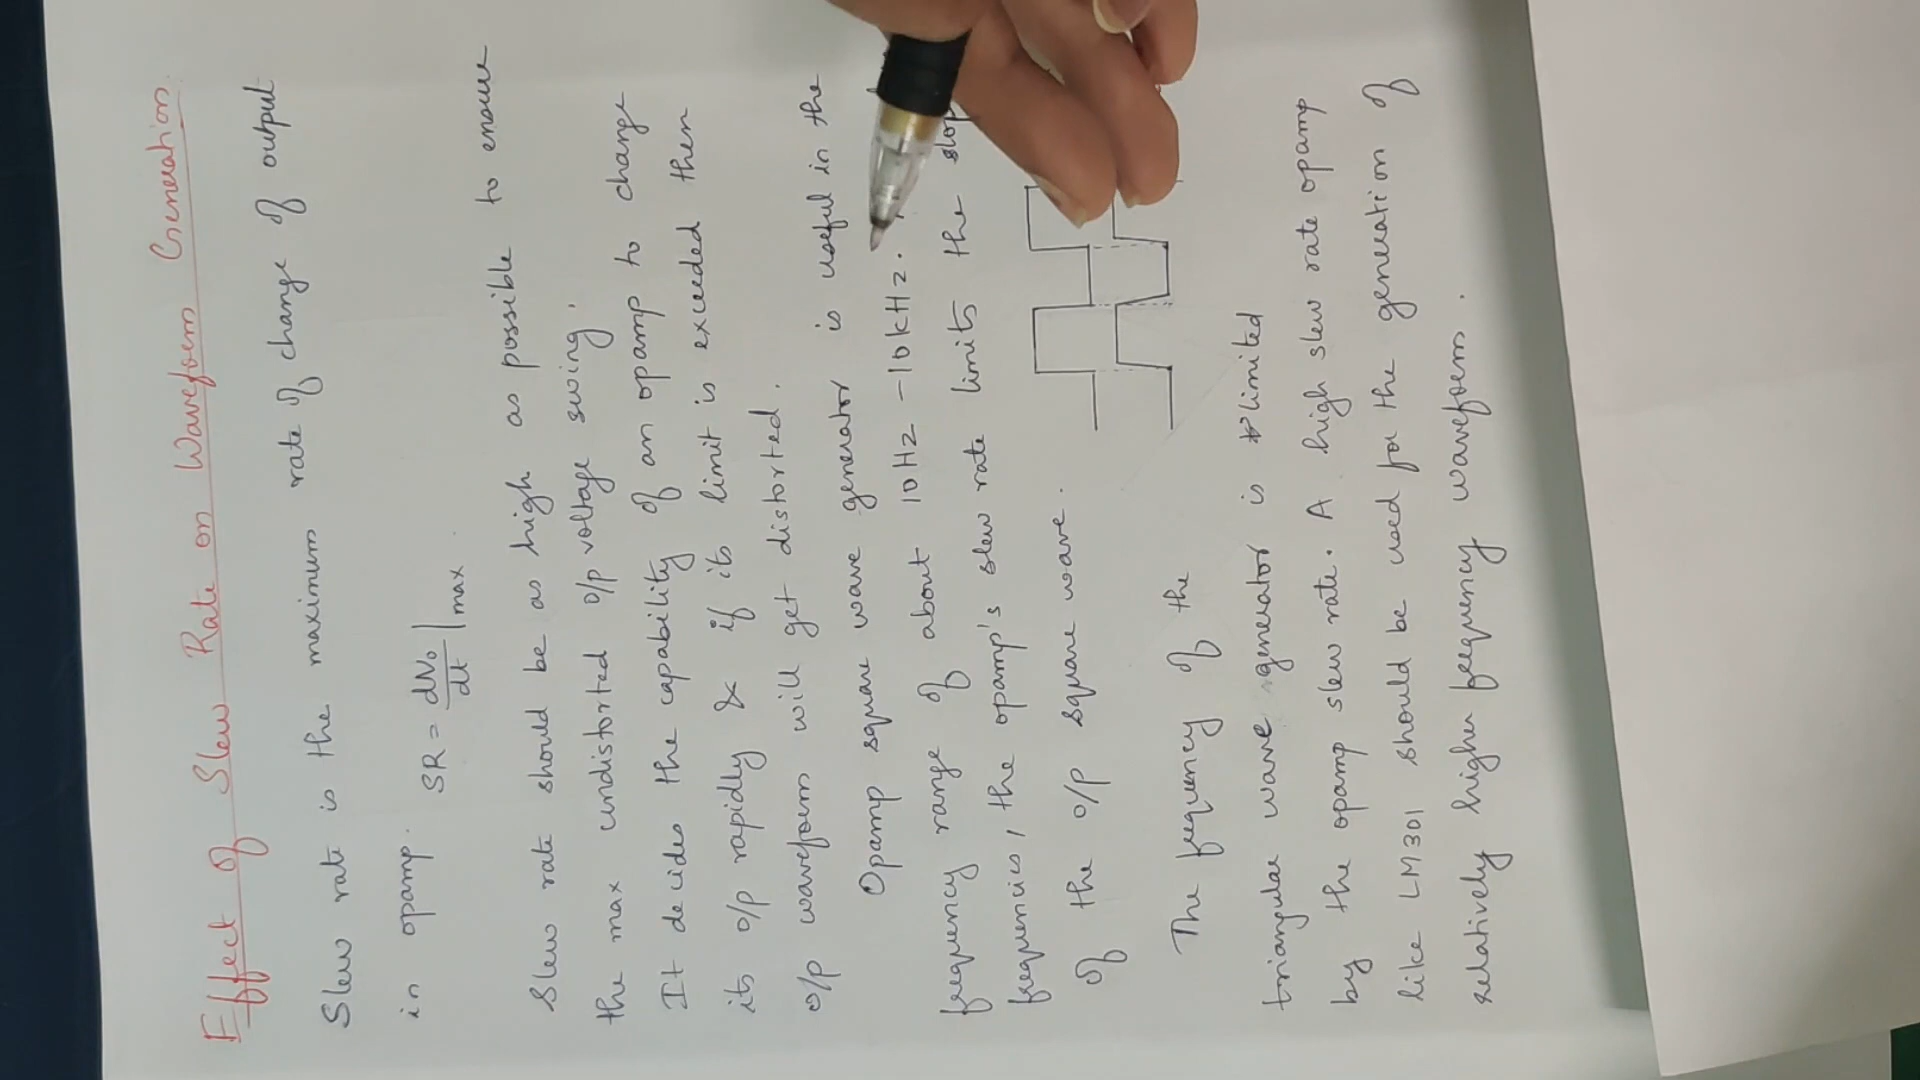 Effect of Slew Rate on Waveform Generation.
Slew rate is the maximum rate of change of output
in opamp. SR = dVo/dt | max.
Slew rate should be as high as possible to ensure
the max undistorted o/p voltage swing.
It decides the capability of an opamp to change
its o/p rapidly & if its limit is exceeded then
o/p waveform will get distorted.
Opamp square wave generator is useful in the
frequency range of about 10Hz - 10kHz.
frequencies, the opamp's slew rate limits the
of the o/p square wave.
The frequency of the
triangular wave generator is limited
by the opamp slew rate. A high slew rate opamp
like LM301 should be used for the generation of
relatively higher frequency waveform.